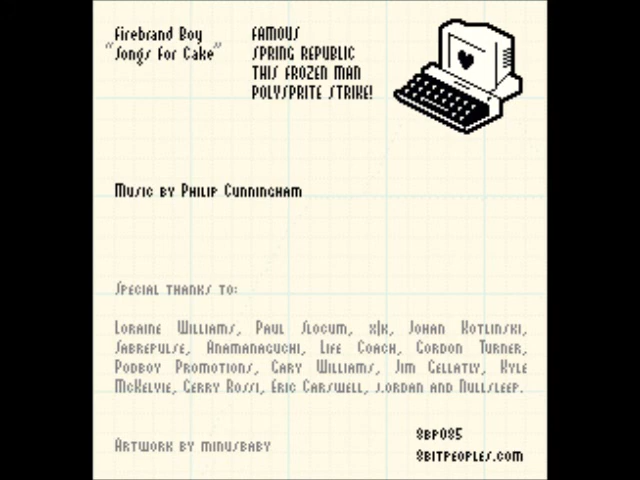 Firebrand Boy
"Songs for Cake"
FAMOUS
SPRING REPUBLIC
THIS FROZEN MAN
POLYSPRITE STRIKE!
Music by Philip Cunningham
Special thanks to:
Loraine Williams, Paul Slocum, x|k, Johan Kotlinski,
Sabrepulse, Anamanaguchi, Life Coach, Gordon Turner,
Podboy Promotions, Gary Williams, Jim Gellatly, Kyle
McKelvie, Gerry Rossi, Eric Carswell, j.ordan and Nullsleep.
Artwork by minusbaby
8bp085
8bitpeoples.com